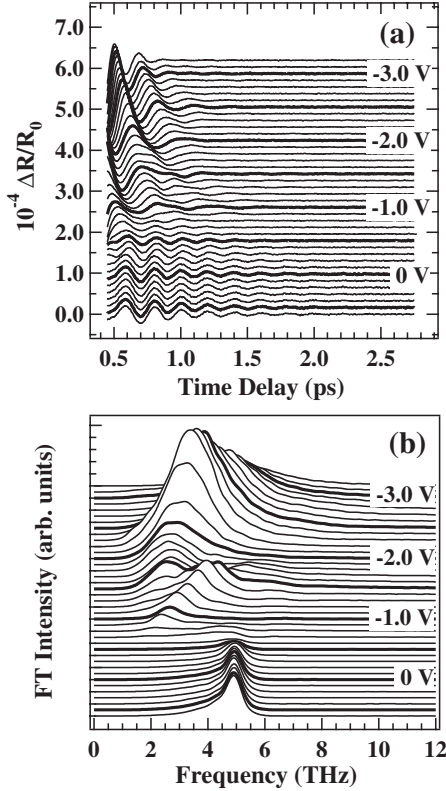 (a)
7.0
6.0
5.0
4.0
3.0
2.0
1.0
0.0
10⁻⁴ ΔR/R₀
-3.0 V
-2.0 V
-1.0 V
0 V
0.5
1.0
1.5
2.0
2.5
Time Delay (ps)
(b)
FT Intensity (arb. units)
-3.0 V
-2.0 V
-1.0 V
0 V
0
2
4
6
8
10
12
Frequency (THz)